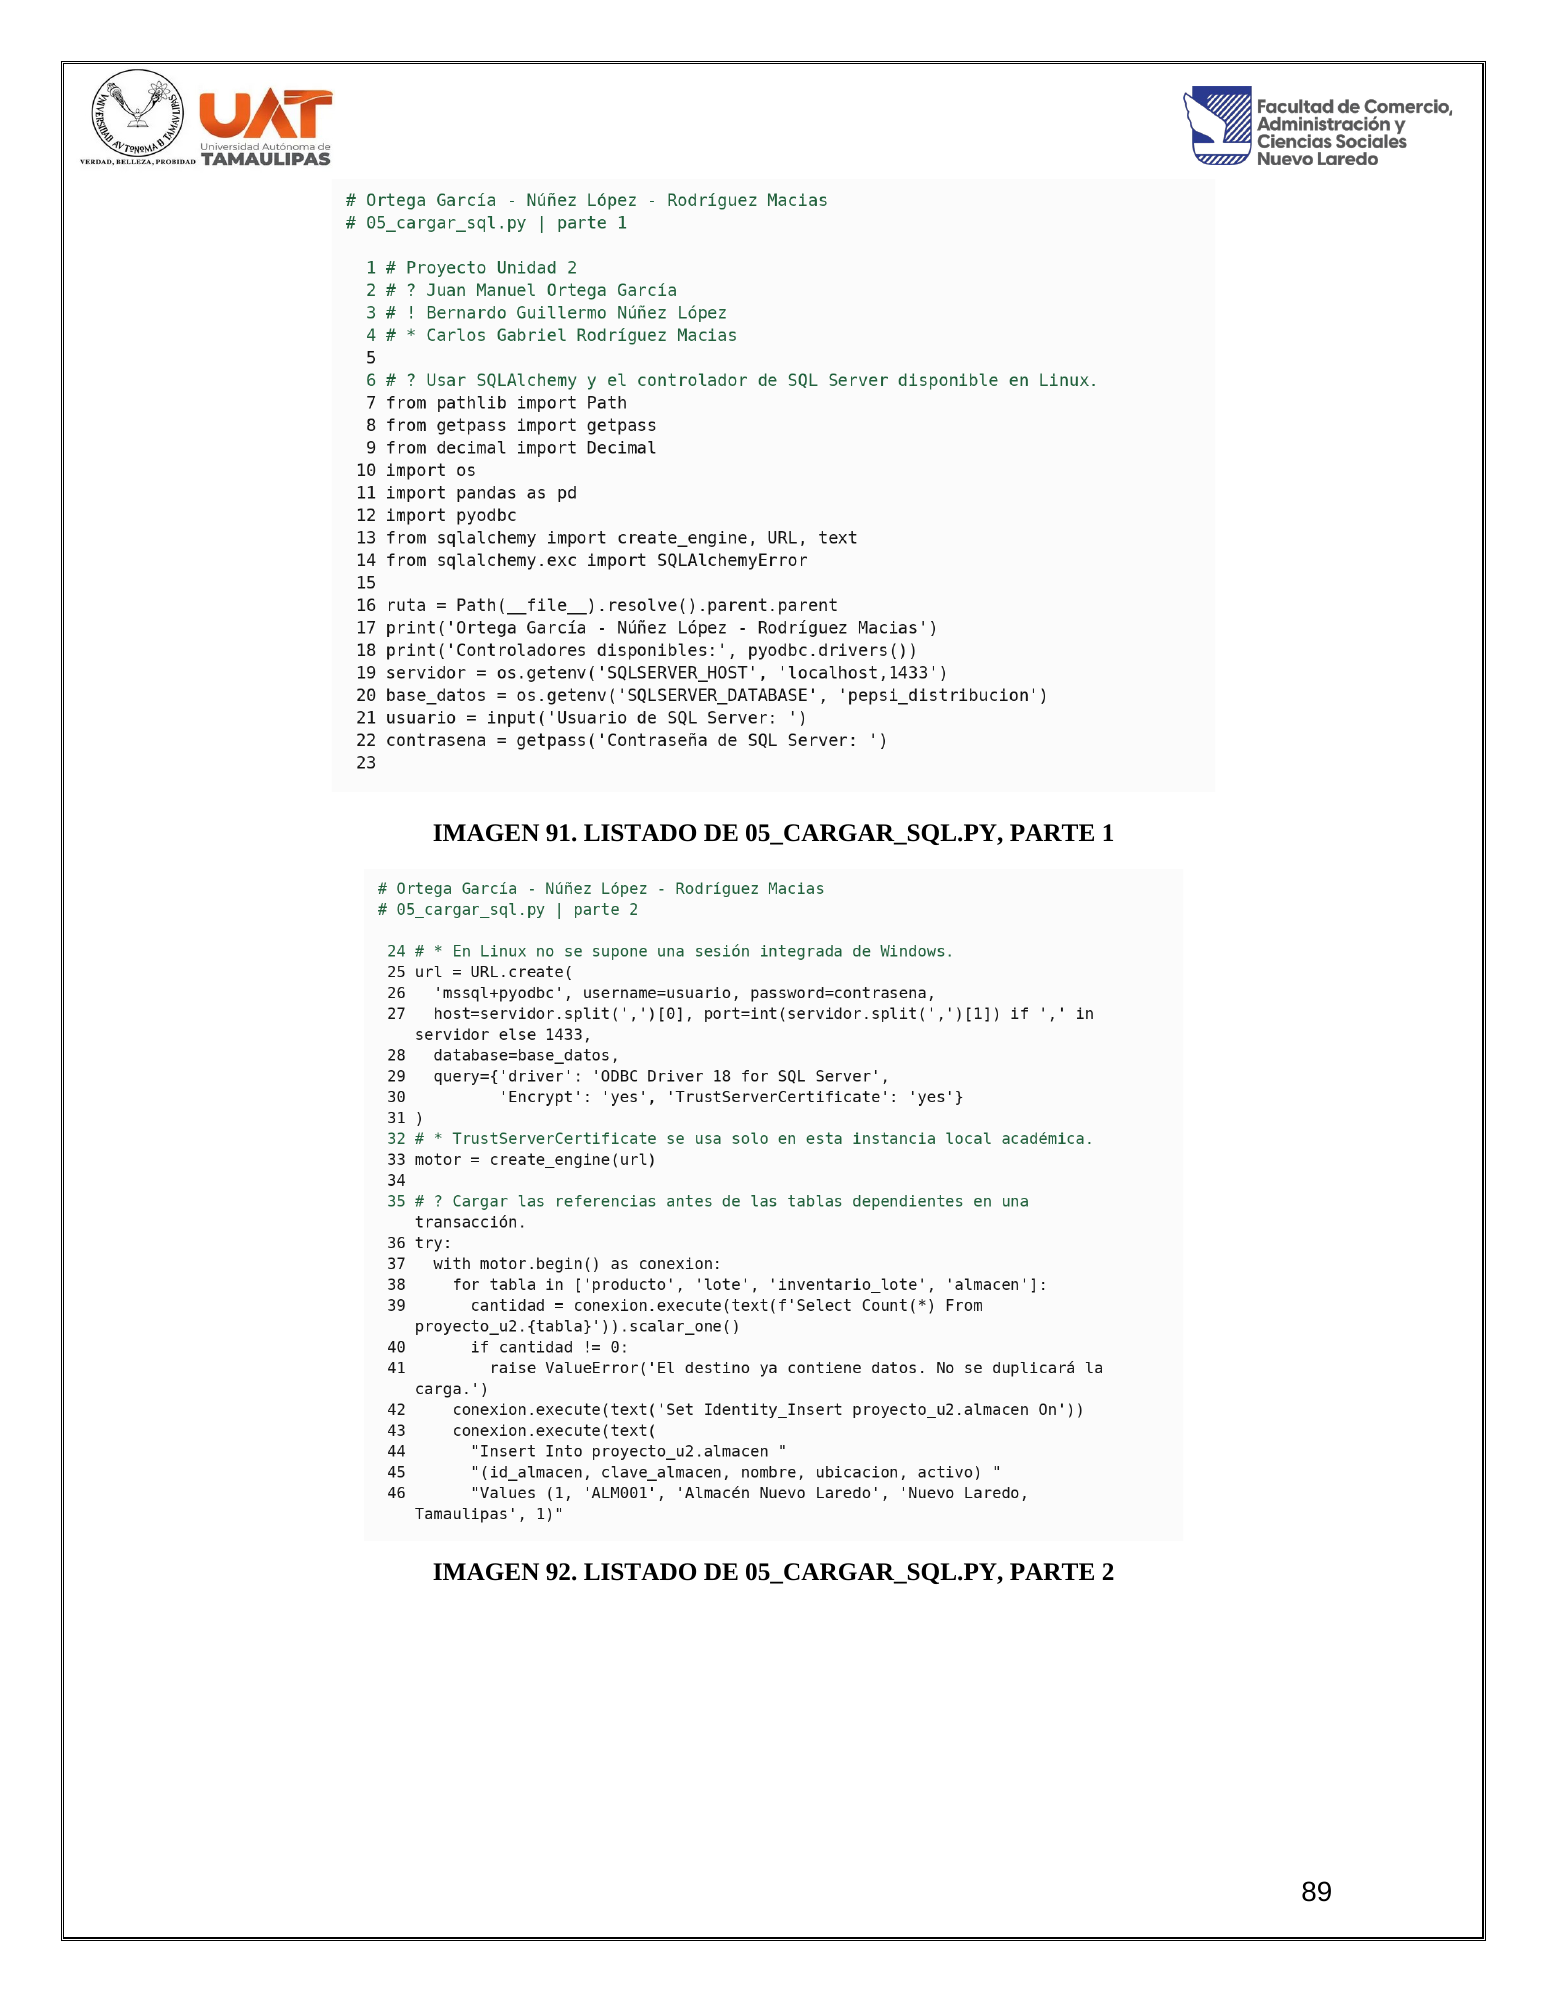 UNIVERSIDAD AUTONOMA DE TAMAULIPAS
VERDAD, BELLEZA, PROBIDAD
UAT
Universidad Autónoma de
TAMAULIPAS
Facultad de Comercio,
Administración y
Ciencias Sociales
Nuevo Laredo
# Ortega García - Núñez López - Rodríguez Macias
# 05_cargar_sql.py | parte 1
1 # Proyecto Unidad 2
2 # ? Juan Manuel Ortega García
3 # ! Bernardo Guillermo Núñez López
4 # * Carlos Gabriel Rodríguez Macias
5
6 # ? Usar SQLAlchemy y el controlador de SQL Server disponible en Linux.
7 from pathlib import Path
8 from getpass import getpass
9 from decimal import Decimal
10 import os
11 import pandas as pd
12 import pyodbc
13 from sqlalchemy import create_engine, URL, text
14 from sqlalchemy.exc import SQLAlchemyError
15
16 ruta = Path(__file__).resolve().parent.parent
17 print('Ortega García - Núñez López - Rodríguez Macias')
18 print('Controladores disponibles:', pyodbc.drivers())
19 servidor = os.getenv('SQLSERVER_HOST', 'localhost,1433')
20 base_datos = os.getenv('SQLSERVER_DATABASE', 'pepsi_distribucion')
21 usuario = input('Usuario de SQL Server: ')
22 contrasena = getpass('Contraseña de SQL Server: ')
23
IMAGEN 91. LISTADO DE 05_CARGAR_SQL.PY, PARTE 1
# Ortega García - Núñez López - Rodríguez Macias
# 05_cargar_sql.py | parte 2
24 # * En Linux no se supone una sesión integrada de Windows.
25 url = URL.create(
26   'mssql+pyodbc', username=usuario, password=contrasena,
27   host=servidor.split(',')[0], port=int(servidor.split(',')[1]) if ',' in
servidor else 1433,
28   database=base_datos,
29   query={'driver': 'ODBC Driver 18 for SQL Server',
30          'Encrypt': 'yes', 'TrustServerCertificate': 'yes'}
31 )
32 # * TrustServerCertificate se usa solo en esta instancia local académica.
33 motor = create_engine(url)
34
35 # ? Cargar las referencias antes de las tablas dependientes en una
transacción.
36 try:
37   with motor.begin() as conexion:
38     for tabla in ['producto', 'lote', 'inventario_lote', 'almacen']:
39       cantidad = conexion.execute(text(f'Select Count(*) From
proyecto_u2.{tabla}')).scalar_one()
40       if cantidad != 0:
41         raise ValueError('El destino ya contiene datos. No se duplicará la
carga.')
42     conexion.execute(text('Set Identity_Insert proyecto_u2.almacen On'))
43     conexion.execute(text(
44       "Insert Into proyecto_u2.almacen "
45       "(id_almacen, clave_almacen, nombre, ubicacion, activo) "
46       "Values (1, 'ALM001', 'Almacén Nuevo Laredo', 'Nuevo Laredo,
Tamaulipas', 1)"
IMAGEN 92. LISTADO DE 05_CARGAR_SQL.PY, PARTE 2
89